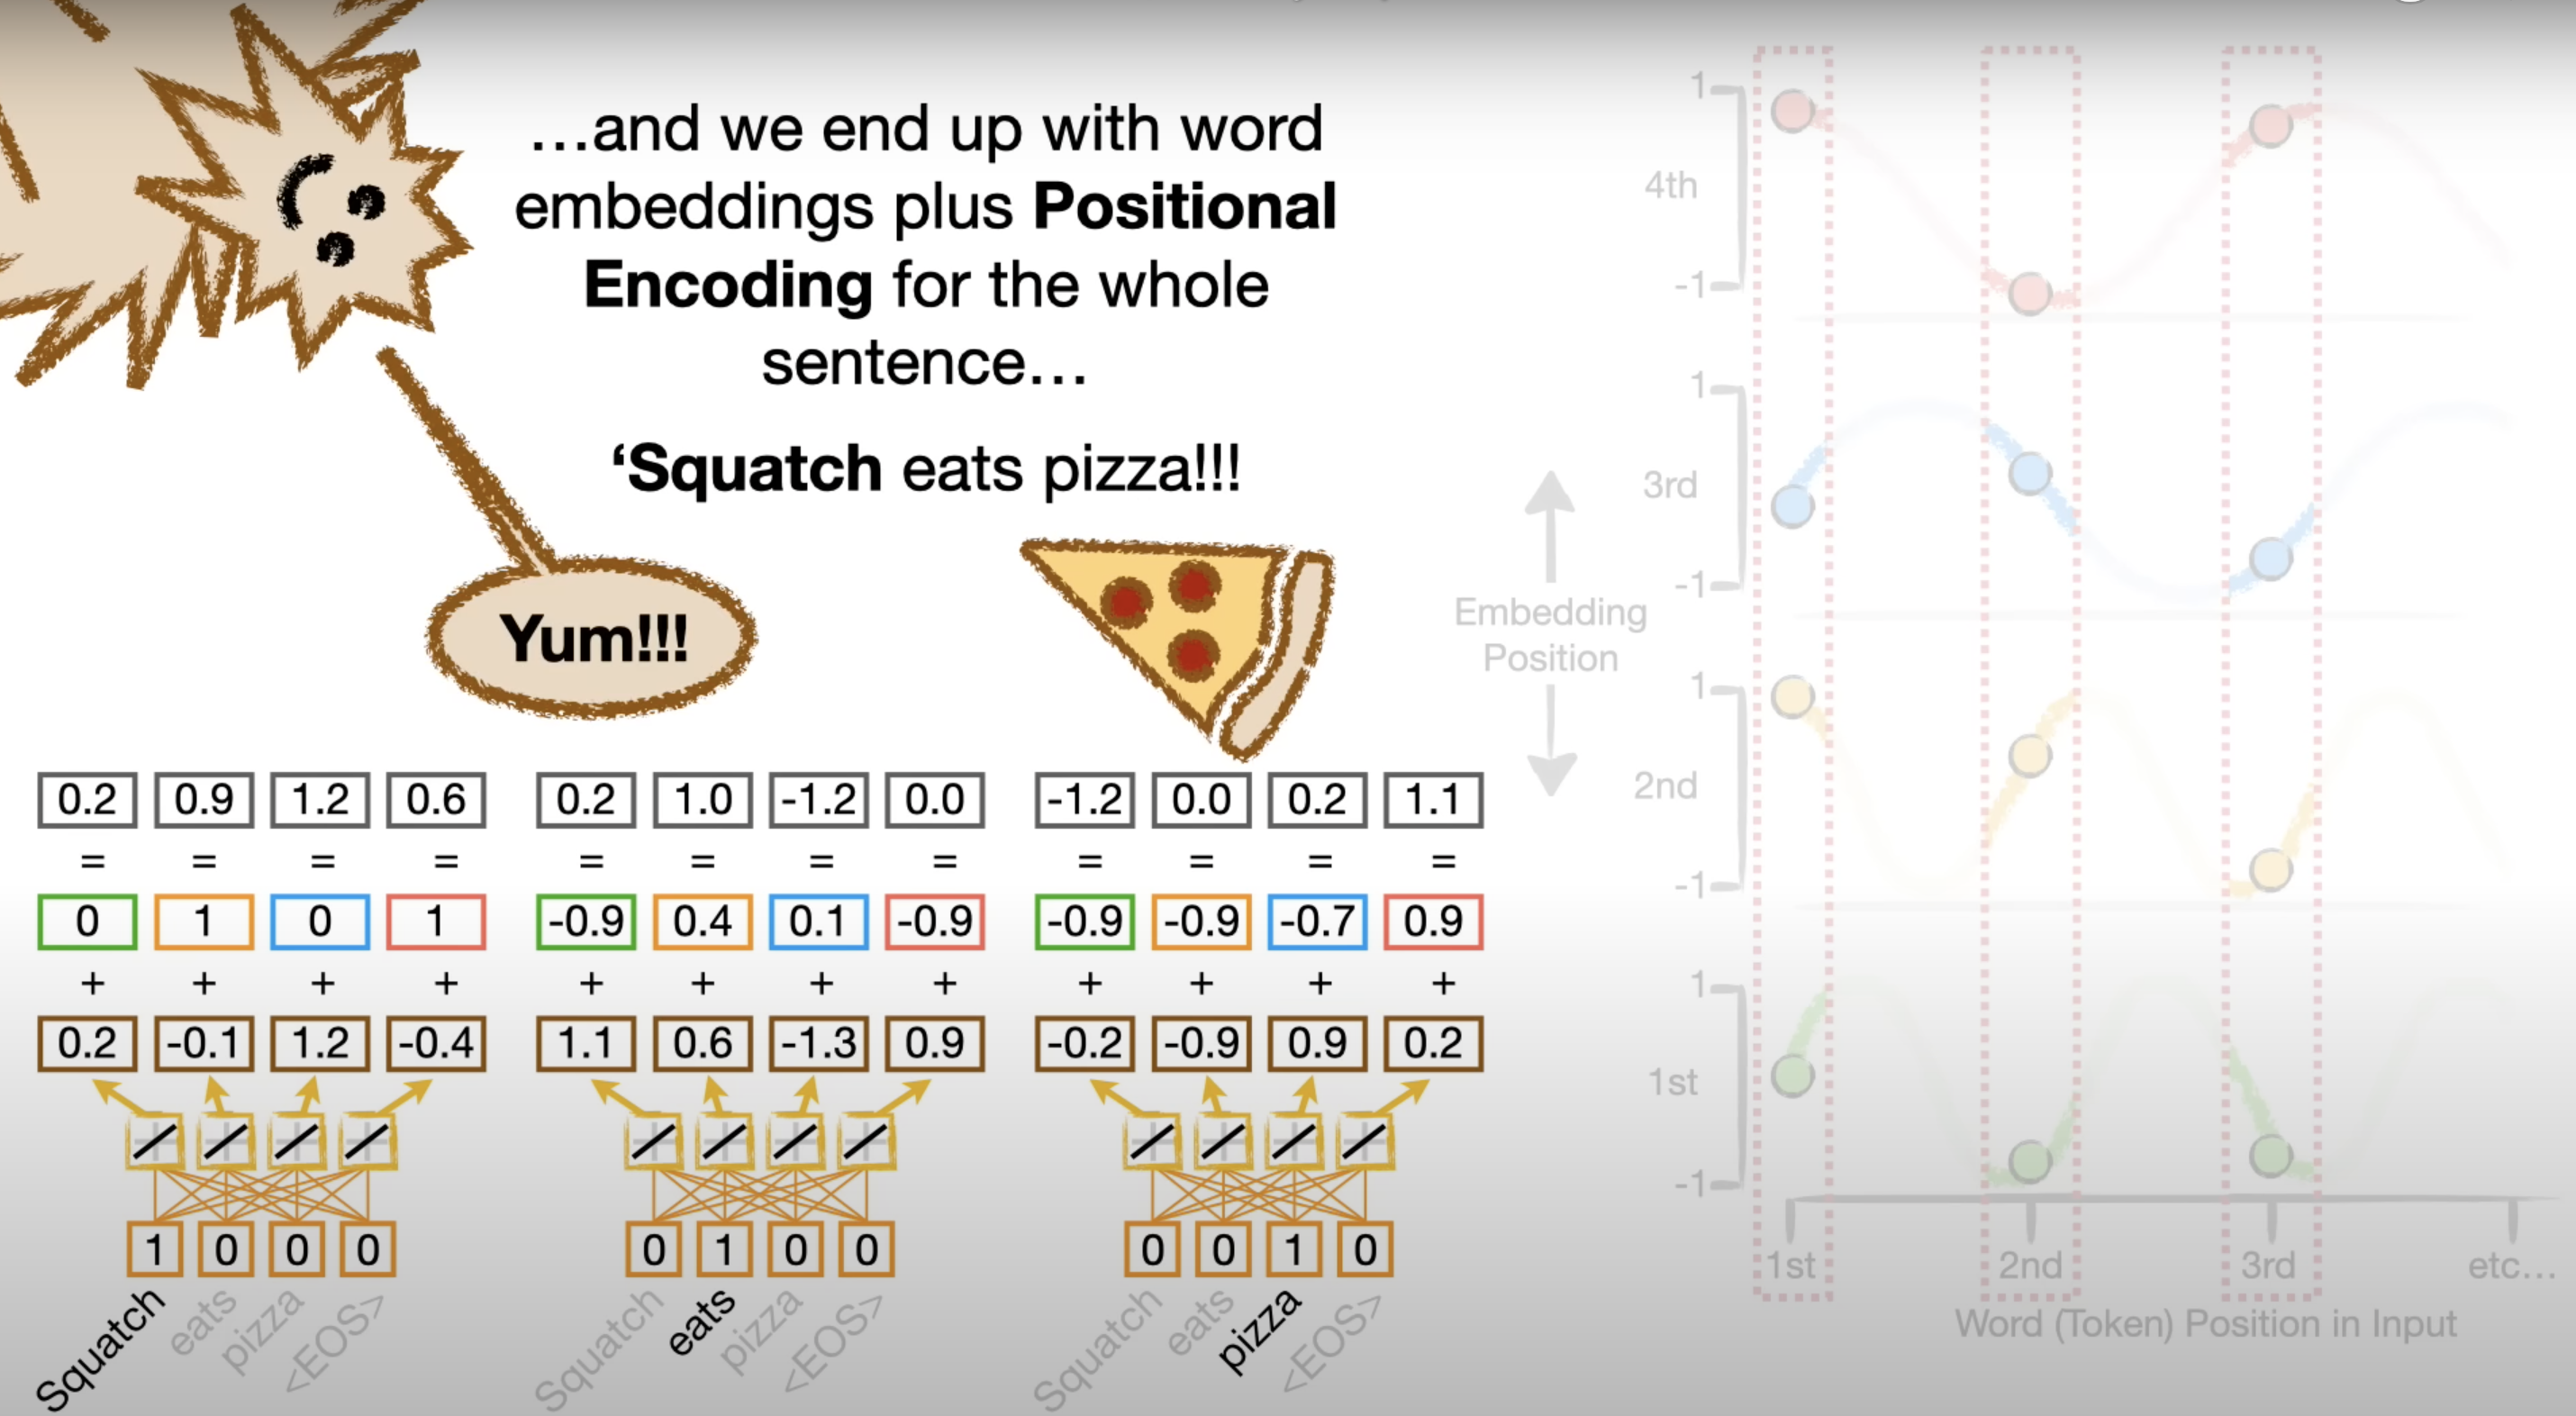 …and we end up with word
embeddings plus Positional
Encoding for the whole
sentence…
‘Squatch eats pizza!!!
Yum!!!
0.2 0.9 1.2 0.6 0.2 1.0 -1.2 0.0 -1.2 0.0 0.2 1.1
= = = = = = = = = = = =
0 1 0 1 -0.9 0.4 0.1 -0.9 -0.9 -0.9 -0.7 0.9
+ + + + + + + + + + + +
0.2 -0.1 1.2 -0.4 1.1 0.6 -1.3 0.9 -0.2 -0.9 0.9 0.2
1 0 0 0 0 1 0 0 0 0 1 0
Squatch eats pizza <EOS> Squatch eats pizza <EOS> Squatch eats pizza <EOS>
1
4th
-1
1
3rd
-1
Embedding
Position
1
2nd
-1
1
1st
-1
1st 2nd 3rd etc…
Word (Token) Position in Input